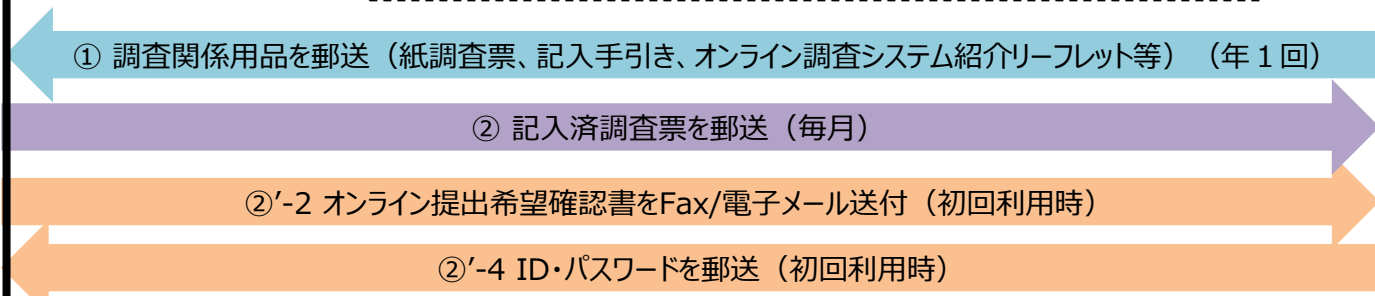 ① 調査関係用品を郵送（紙調査票、記入手引き、オンライン調査システム紹介リーフレット等）（年１回）
② 記入済調査票を郵送（毎月）
②′-2 オンライン提出希望確認書をFax/電子メール送付（初回利用時）
②′-4 ID・パスワードを郵送（初回利用時）